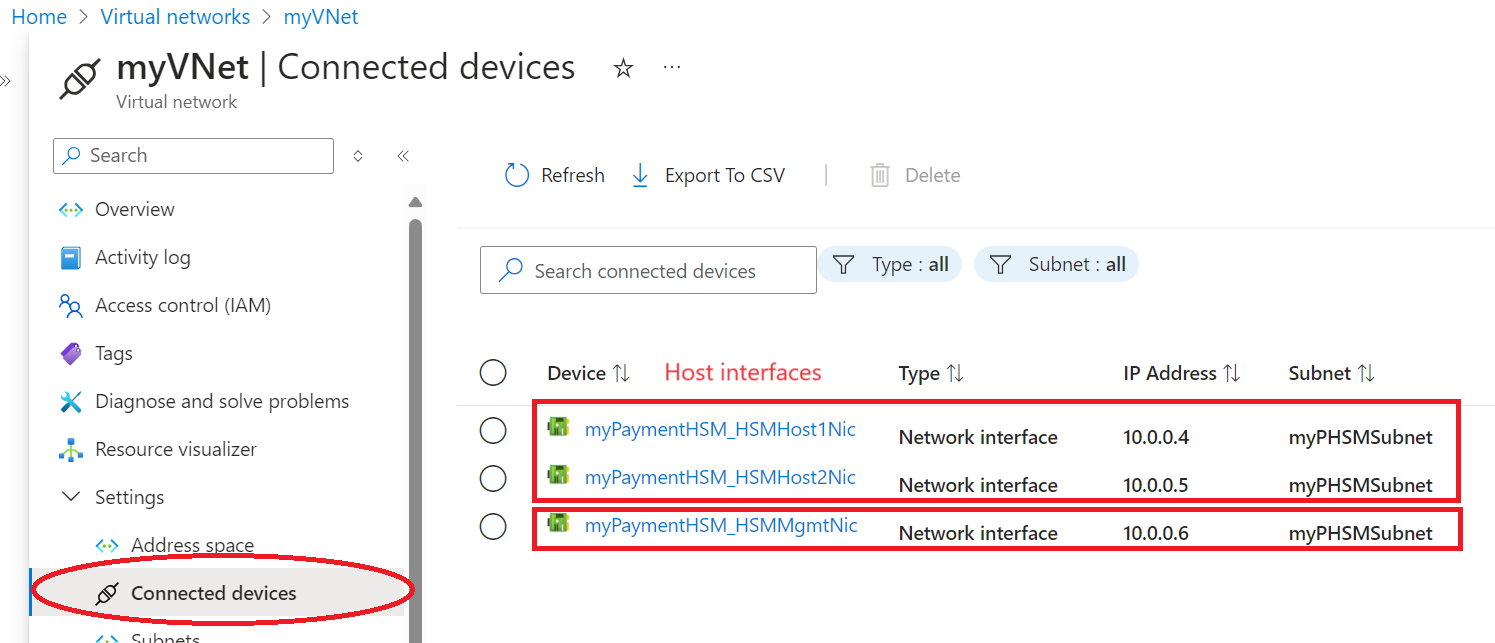 Home > Virtual networks > myVNet
»
myVNet | Connected devices ☆ ...
Virtual network
Search «
Overview
Activity log
Access control (IAM)
Tags
Diagnose and solve problems
Resource visualizer
Settings
Address space
Connected devices
Subnets
Refresh Export To CSV | Delete
Search connected devices Type : all Subnet : all
Device ↑↓ Host interfaces Type ↑↓ IP Address ↑↓ Subnet ↑↓
myPaymentHSM_HSMHost1Nic Network interface 10.0.0.4 myPHSMSubnet
myPaymentHSM_HSMHost2Nic Network interface 10.0.0.5 myPHSMSubnet
myPaymentHSM_HSMMgmtNic Network interface 10.0.0.6 myPHSMSubnet